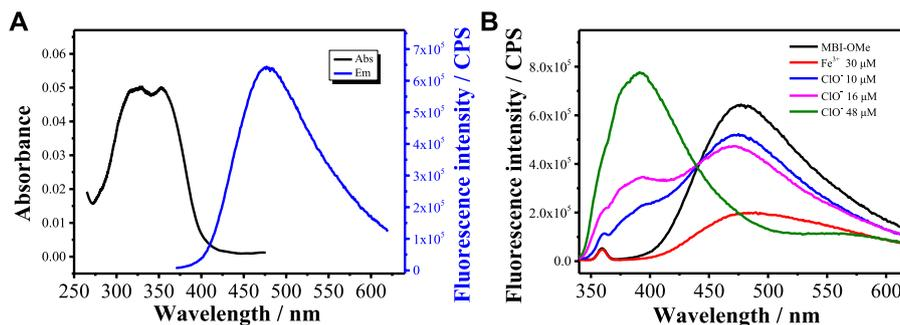 A
Absorbance
0.06
0.05
0.04
0.03
0.02
0.01
0.00
250 300 350 400 450 500 550 600
Wavelength / nm
Abs
Em
7x10⁵
6x10⁵
5x10⁵
4x10⁵
3x10⁵
2x10⁵
1x10⁵
0
Fluorescence intensity / CPS
B
Fluorescence intensity / CPS
8.0x10⁵
6.0x10⁵
4.0x10⁵
2.0x10⁵
0.0
350 400 450 500 550 600
Wavelength / nm
MBI-OMe
Fe³⁺ 30 μM
ClO⁻ 10 μM
ClO⁻ 16 μM
ClO⁻ 48 μM